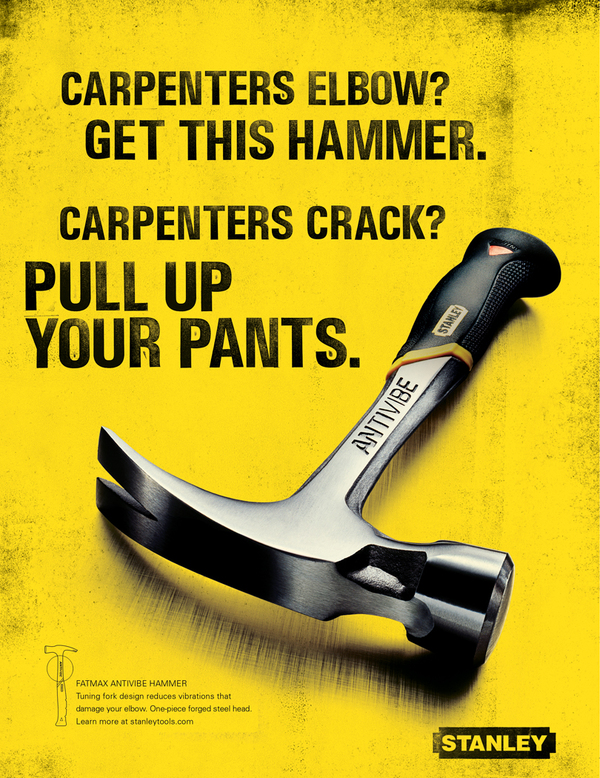 CARPENTERS ELBOW?
GET THIS HAMMER.
CARPENTERS CRACK?
PULL UP
YOUR PANTS.
STANLEY
ANTIVIBE
FATMAX ANTIVIBE HAMMER
Tuning fork design reduces vibrations that
damage your elbow. One-piece forged steel head.
Learn more at stanleytools.com
STANLEY